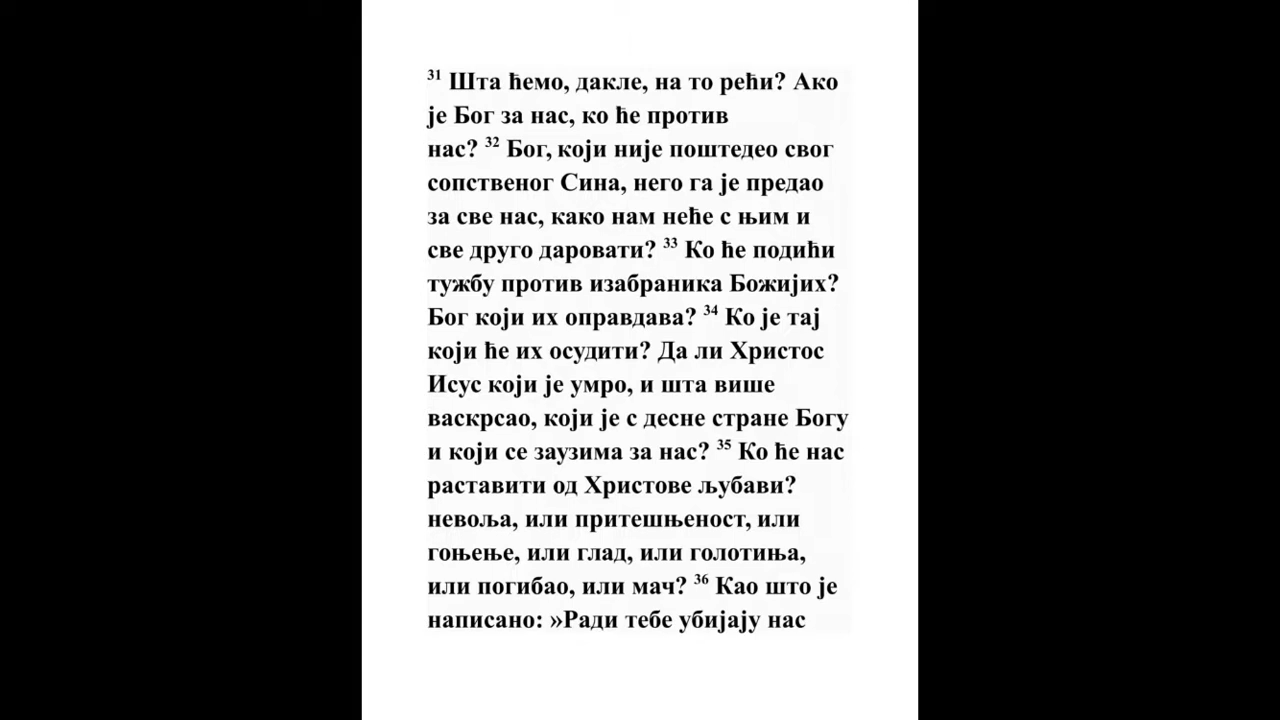 31 Шта ћемо, дакле, на то рећи? Ако
је Бог за нас, ко ће против
нас? 32 Бог, који није поштедео свог
сопственог Сина, него га је предао
за све нас, како нам неће с њим и
све друго даровати? 33 Ко ће подићи
тужбу против изабраника Божијих?
Бог који их оправдава? 34 Ко је тај
који ће их осудити? Да ли Христос
Исус који је умро, и шта више
васкрсао, који је с десне стране Богу
и који се заузима за нас? 35 Ко ће нас
раставити од Христове љубави?
невоља, или притешњеност, или
гоњење, или глад, или голотиња,
или погибао, или мач? 36 Као што је
написано: »Ради тебе убијају нас